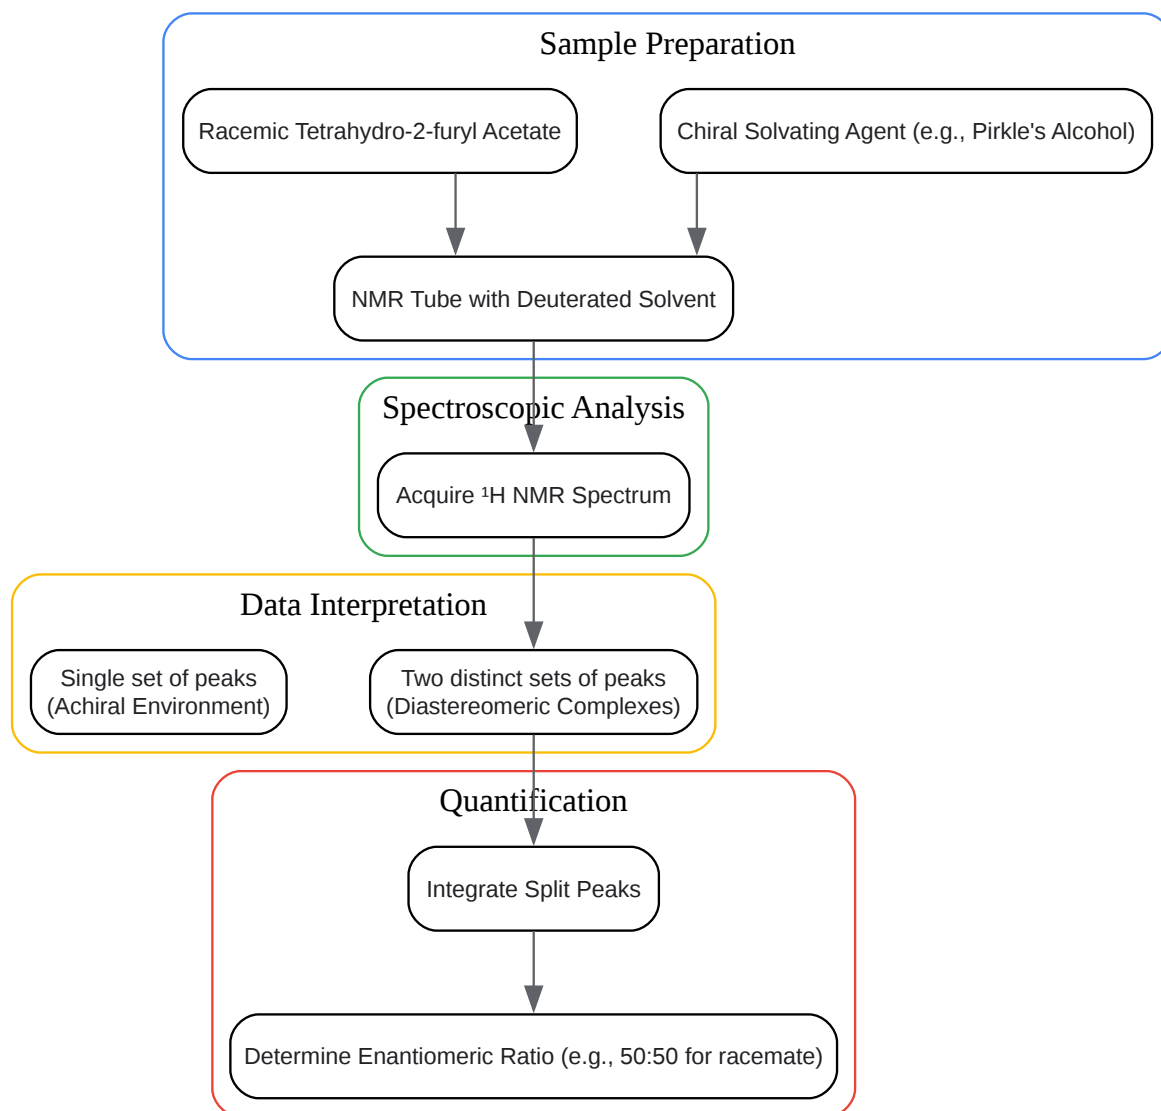 Sample Preparation
Racemic Tetrahydro-2-furyl Acetate
Chiral Solvating Agent (e.g., Pirkle's Alcohol)
NMR Tube with Deuterated Solvent
Spectroscopic Analysis
Acquire ¹H NMR Spectrum
Data Interpretation
Single set of peaks
(Achiral Environment)
Two distinct sets of peaks
(Diastereomeric Complexes)
Quantification
Integrate Split Peaks
Determine Enantiomeric Ratio (e.g., 50:50 for racemate)